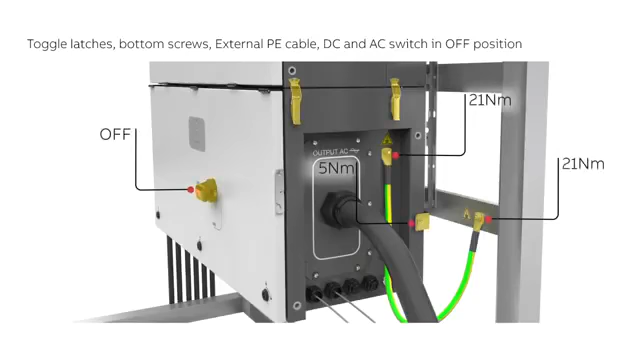 Toggle latches, bottom screws, External PE cable, DC and AC switch in OFF position
21Nm
OFF
OUTPUT AC
5Nm
21Nm